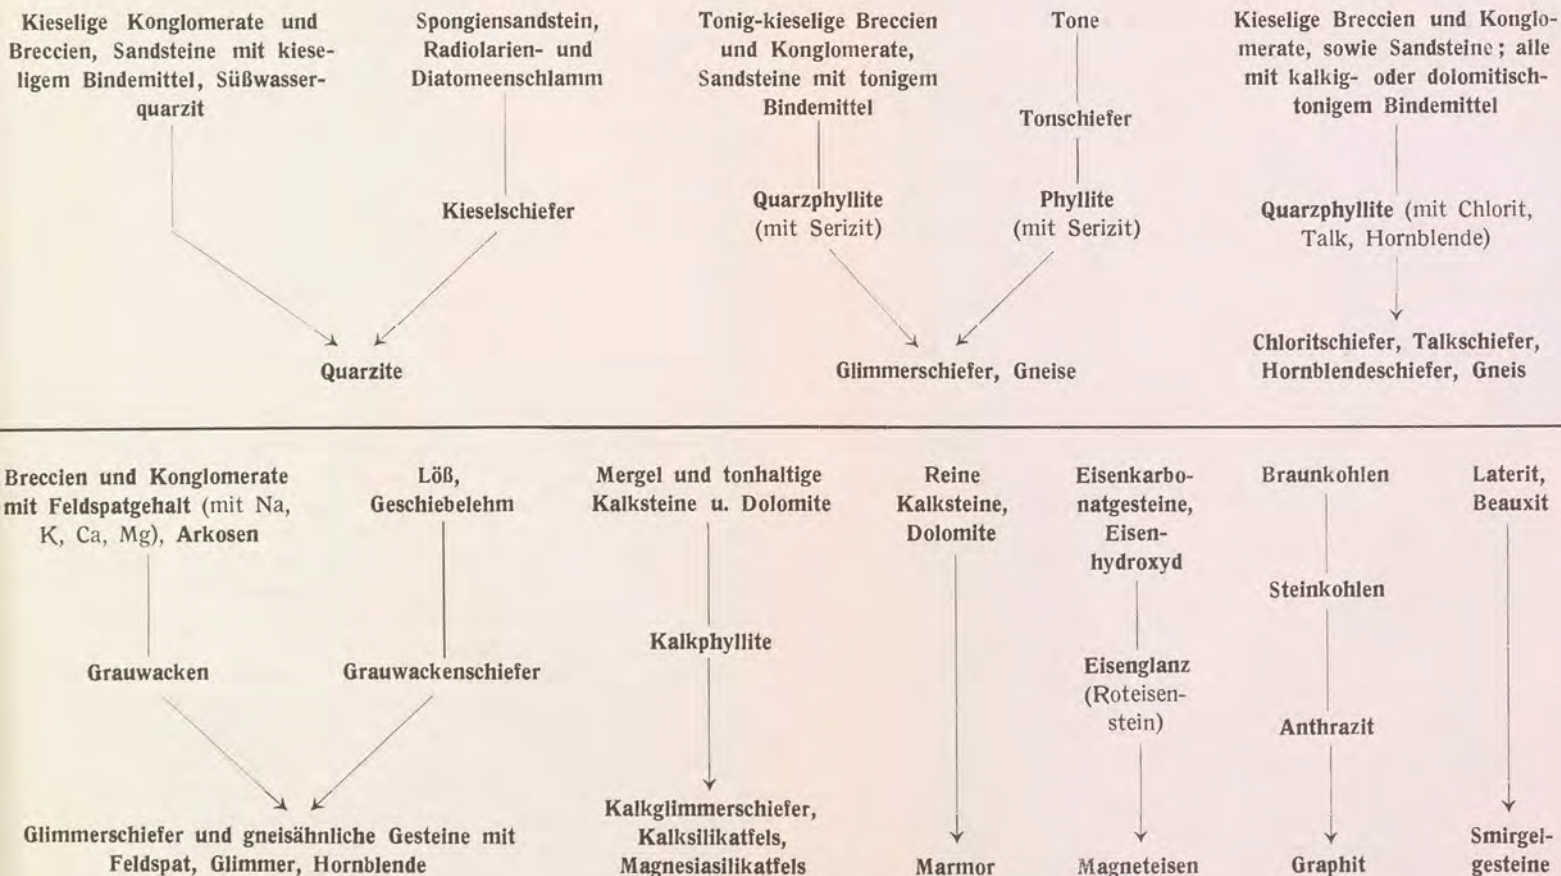 Kieselige Konglomerate und
Breccien, Sandsteine mit kiese-
ligem Bindemittel, Süßwasser-
quarzit
Spongiensandstein,
Radiolarien- und
Diatomeenschlamm
Kieselschiefer
Quarzite
Tonig-kieselige Breccien
und Konglomerate,
Sandsteine mit tonigem
Bindemittel
Quarzphyllite
(mit Serizit)
Tone
Tonschiefer
Phyllite
(mit Serizit)
Glimmerschiefer, Gneise
Kieselige Breccien und Konglo-
merate, sowie Sandsteine; alle
mit kalkig- oder dolomitisch-
tonigem Bindemittel
Quarzphyllite (mit Chlorit,
Talk, Hornblende)
Chloritschiefer, Talkschiefer,
Hornblendeschiefer, Gneis
Breccien und Konglomerate
mit Feldspatgehalt (mit Na,
K, Ca, Mg), Arkosen
Grauwacken
Löß,
Geschiebelehm
Grauwackenschiefer
Glimmerschiefer und gneisähnliche Gesteine mit
Feldspat, Glimmer, Hornblende
Mergel und tonhaltige
Kalksteine u. Dolomite
Kalkphyllite
Kalkglimmerschiefer,
Kalksilikatfels,
Magnesiasilikatfels
Reine
Kalksteine,
Dolomite
Marmor
Eisenkarbo-
natgesteine,
Eisen-
hydroxyd
Eisenglanz
(Roteisen-
stein)
Magneteisen
Braunkohlen
Steinkohlen
Anthrazit
Graphit
Laterit,
Beauxit
Smirgel-
gesteine